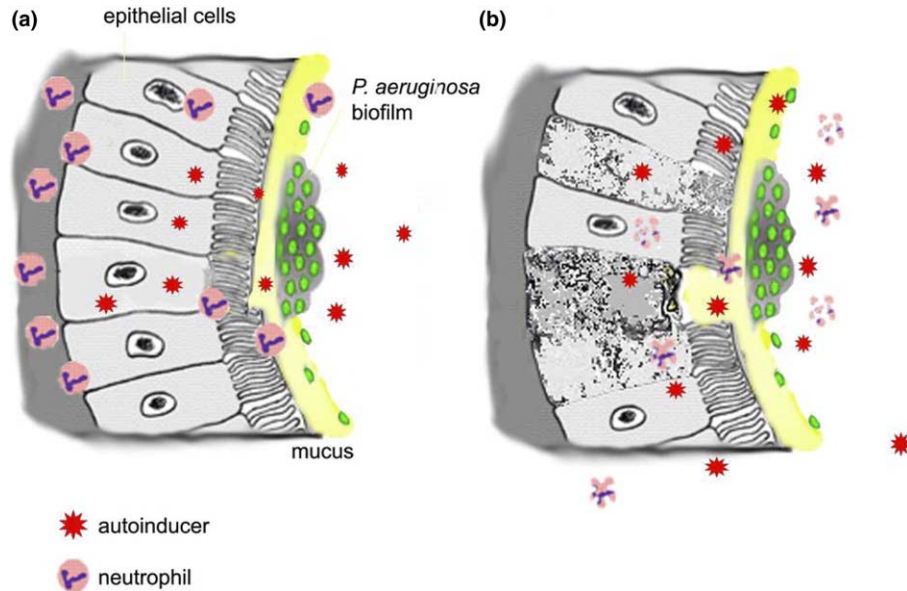 (a)
epithelial cells
(b)
P. aeruginosa
biofilm
mucus
autoinducer
neutrophil